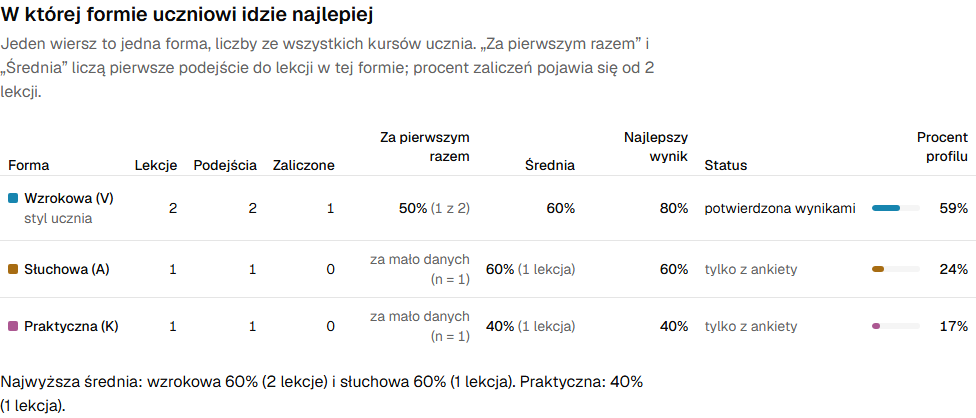 W której formie uczniowi idzie najlepiej
Jeden wiersz to jedna forma, liczby ze wszystkich kursów ucznia. „Za pierwszym razem” i
„Średnia” liczą pierwsze podejście do lekcji w tej formie; procent zaliczeń pojawia się od 2
lekcji.
Forma Lekcje Podejścia Zaliczone Za pierwszym razem Średnia Najlepszy wynik Status Procent profilu
Wzrokowa (V) 2 2 1 50% (1 z 2) 60% 80% potwierdzona wynikami 59%
styl ucznia
Słuchowa (A) 1 1 0 za mało danych (n = 1) 60% (1 lekcja) 60% tylko z ankiety 24%
Praktyczna (K) 1 1 0 za mało danych (n = 1) 40% (1 lekcja) 40% tylko z ankiety 17%
Najwyższa średnia: wzrokowa 60% (2 lekcje) i słuchowa 60% (1 lekcja). Praktyczna: 40%
(1 lekcja).